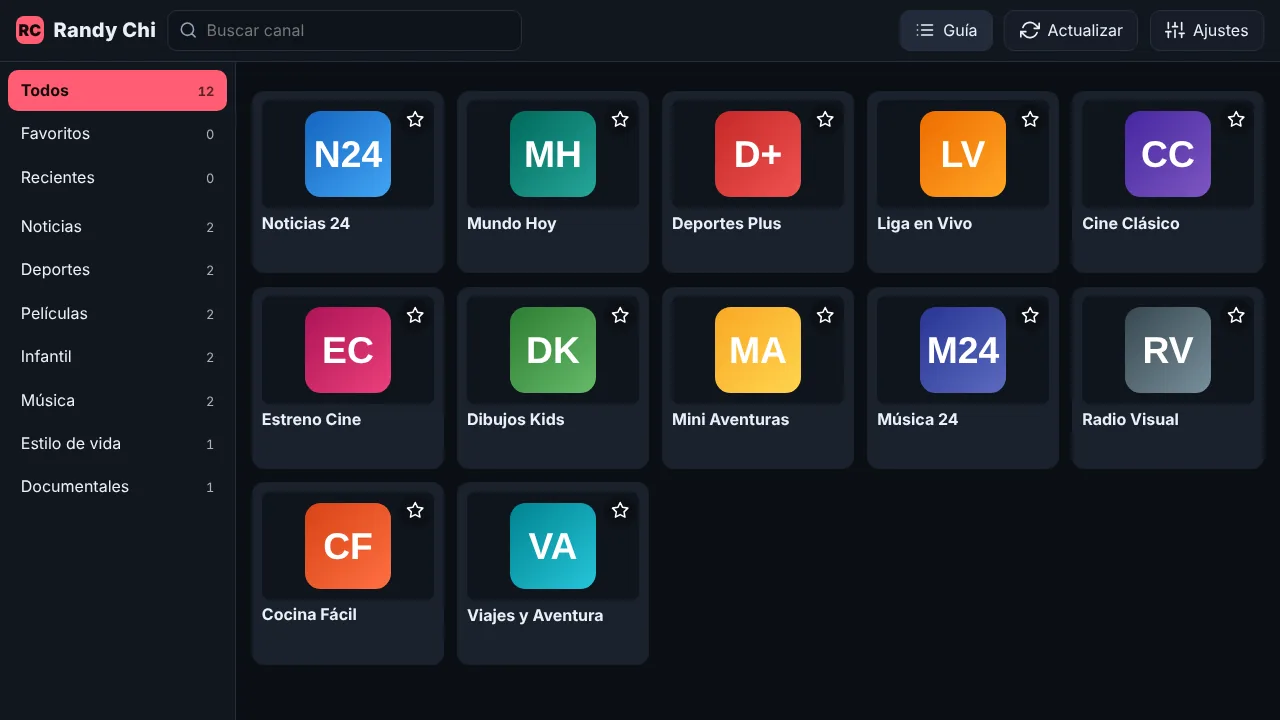 RC Randy Chi
Buscar canal
Guía
Actualizar
Ajustes
Todos 12
Favoritos 0
Recientes 0
Noticias 2
Deportes 2
Películas 2
Infantil 2
Música 2
Estilo de vida 1
Documentales 1
N24
Noticias 24
MH
Mundo Hoy
D+
Deportes Plus
LV
Liga en Vivo
CC
Cine Clásico
EC
Estreno Cine
DK
Dibujos Kids
MA
Mini Aventuras
M24
Música 24
RV
Radio Visual
CF
Cocina Fácil
VA
Viajes y Aventura